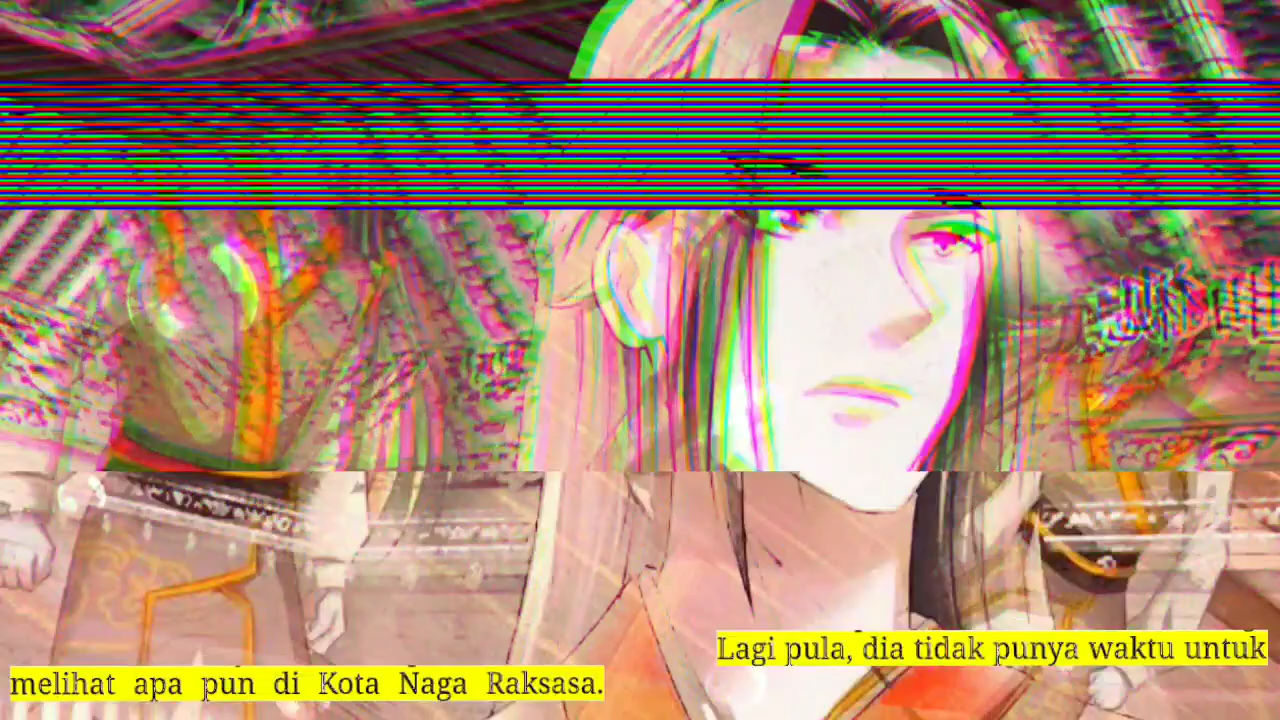 Lagi pula, dia tidak punya waktu untuk
melihat apa pun di Kota Naga Raksasa.